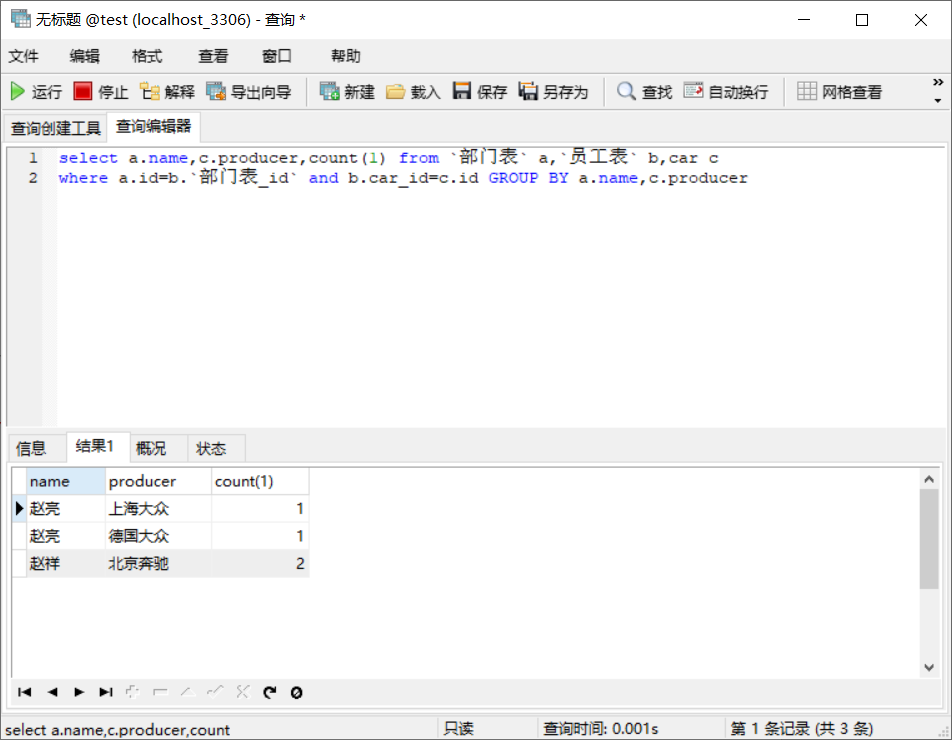 无标题 @test (localhost_3306) - 查询 *
文件 编辑 格式 查看 窗口 帮助
运行 停止 解释 导出向导 新建 载入 保存 另存为 查找 自动换行 网格查看 »
查询创建工具 查询编辑器
1 select a.name,c.producer,count(1) from `部门表` a,`员工表` b,car c
2 where a.id=b.`部门表_id` and b.car_id=c.id GROUP BY a.name,c.producer
信息 结果1 概况 状态
name producer count(1)
赵亮 上海大众 1
赵亮 德国大众 1
赵祥 北京奔驰 2
select a.name,c.producer,count 只读 查询时间: 0.001s 第 1 条记录 (共 3 条)